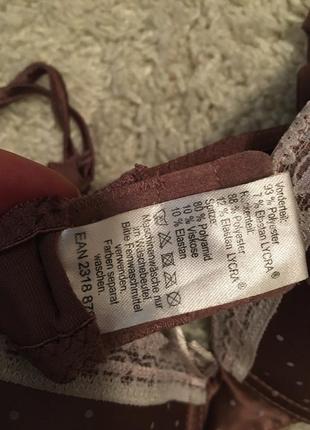 Vorderteil:
93 % Polyester
7 % Elastan LYCRA®
88 % Polyester
12 % Elastan LYCRA®
Spitze:
80 % Polyamid
10 % Viskose
10 % Elastan
Maschinenwäsche nur
im Wäschebeutel
Bitte Feinwaschmittel
verwenden.
Farben separat
waschen.
EAN 2318 87